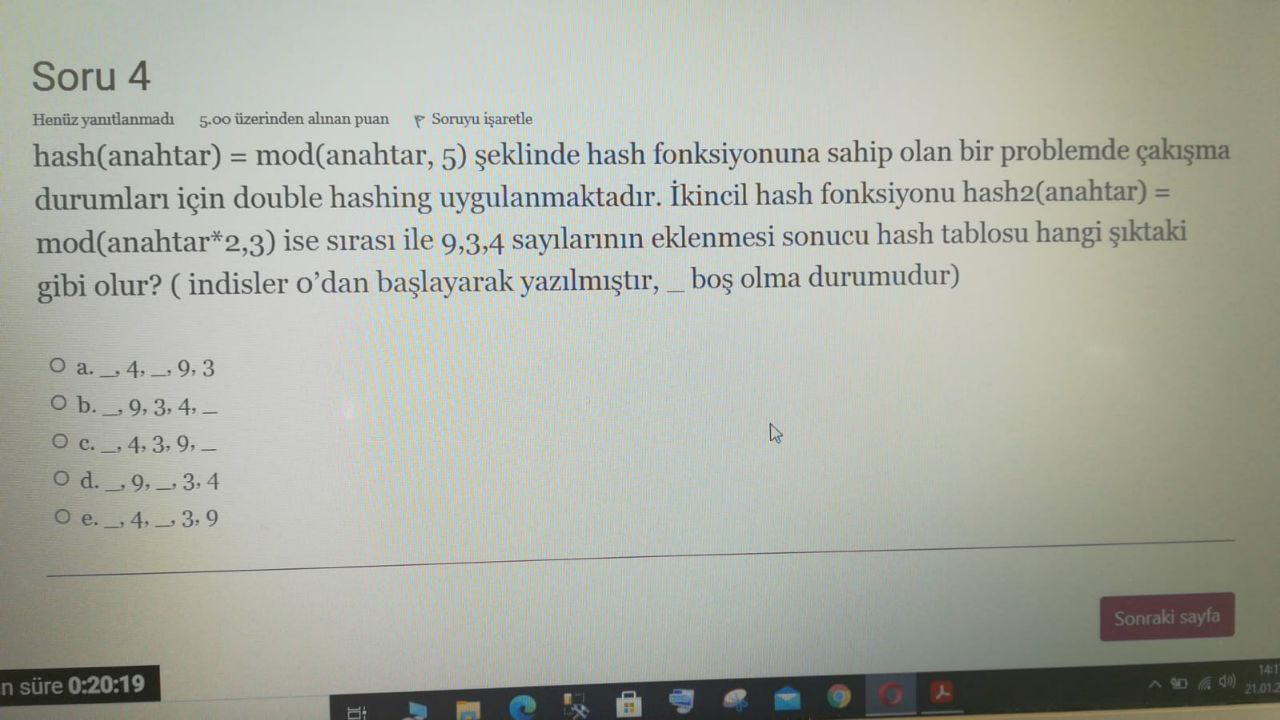 Soru 4
Henüz yanıtlanmadı 5.00 üzerinden alınan puan Soruyu işaretle
hash(anahtar) = mod(anahtar, 5) şeklinde hash fonksiyonuna sahip olan bir problemde çakışma
durumları için double hashing uygulanmaktadır. İkincil hash fonksiyonu hash2(anahtar) =
mod(anahtar*2,3) ise sırası ile 9,3,4 sayılarının eklenmesi sonucu hash tablosu hangi şıktaki
gibi olur? ( indisler 0’dan başlayarak yazılmıştır, _ boş olma durumudur)
a. _, 4, _, 9, 3
b. _, 9, 3, 4, _
c. _, 4, 3, 9, _
d. _, 9, _, 3, 4
e. _, 4, _, 3, 9
Sonraki sayfa
n süre 0:20:19
14:1
21.01.2